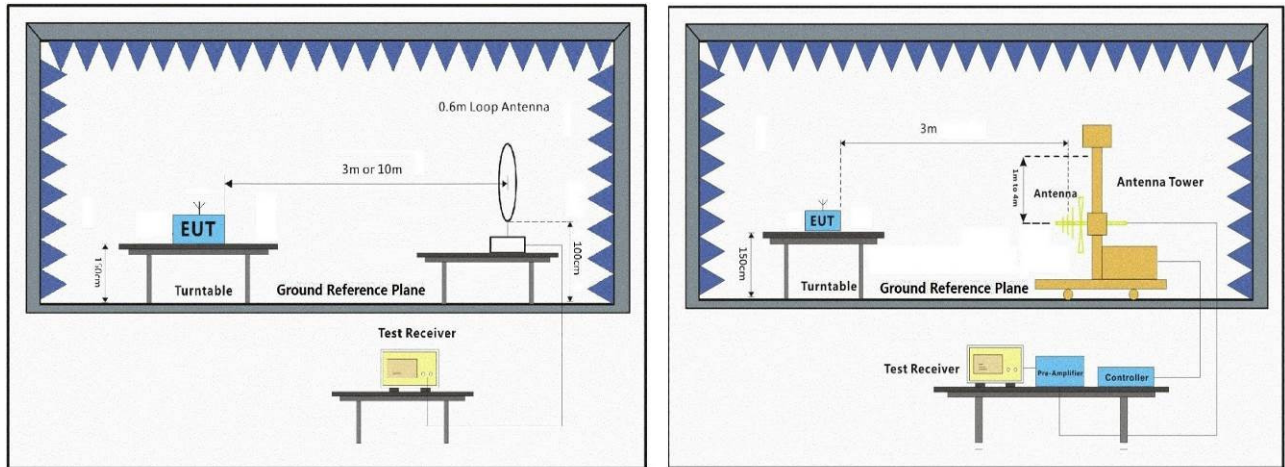 0.6m Loop Antenna
3m or 10m
EUT
150cm
100cm
Turntable
Ground Reference Plane
Test Receiver
3m
1m to 4m
Antenna
Antenna Tower
EUT
150cm
Turntable
Ground Reference Plane
Test Receiver
Pre-Amplifier
Controller